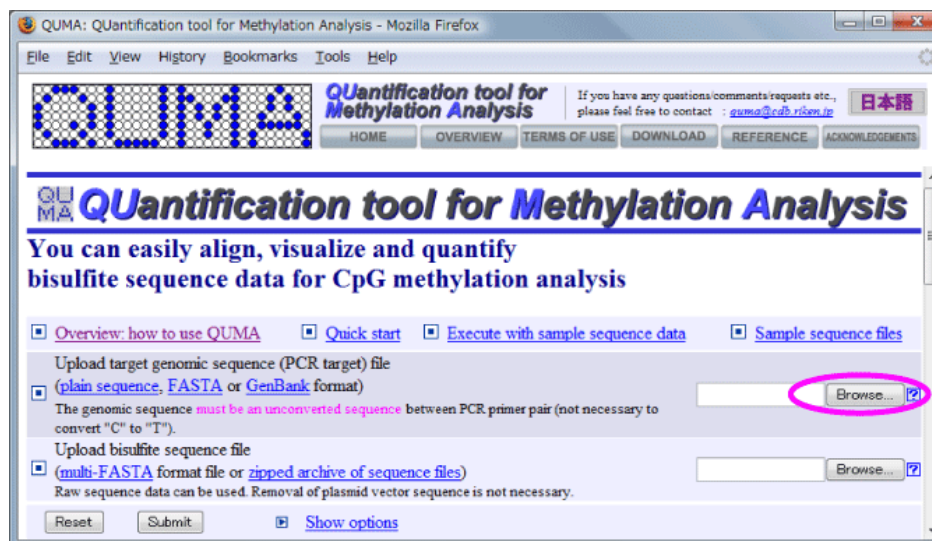 QUMA: QUantification tool for Methylation Analysis - Mozilla Firefox
File Edit View History Bookmarks Tools Help
QUMA
QUantification tool for
Methylation Analysis
If you have any questions/comments/requests etc.,
please feel free to contact : quma@cdb.riken.jp
日本語
HOME OVERVIEW TERMS OF USE DOWNLOAD REFERENCE ACKNOWLEDGEMENTS
QUMA QUantification tool for Methylation Analysis
You can easily align, visualize and quantify
bisulfite sequence data for CpG methylation analysis
Overview: how to use QUMA Quick start Execute with sample sequence data Sample sequence files
Upload target genomic sequence (PCR target) file
(plain sequence, FASTA or GenBank format)
Browse... ?
The genomic sequence must be an unconverted sequence between PCR primer pair (not necessary to
convert "C" to "T").
Upload bisulfite sequence file
(multi-FASTA format file or zipped archive of sequence files)
Browse... ?
Raw sequence data can be used. Removal of plasmid vector sequence is not necessary.
Reset Submit Show options